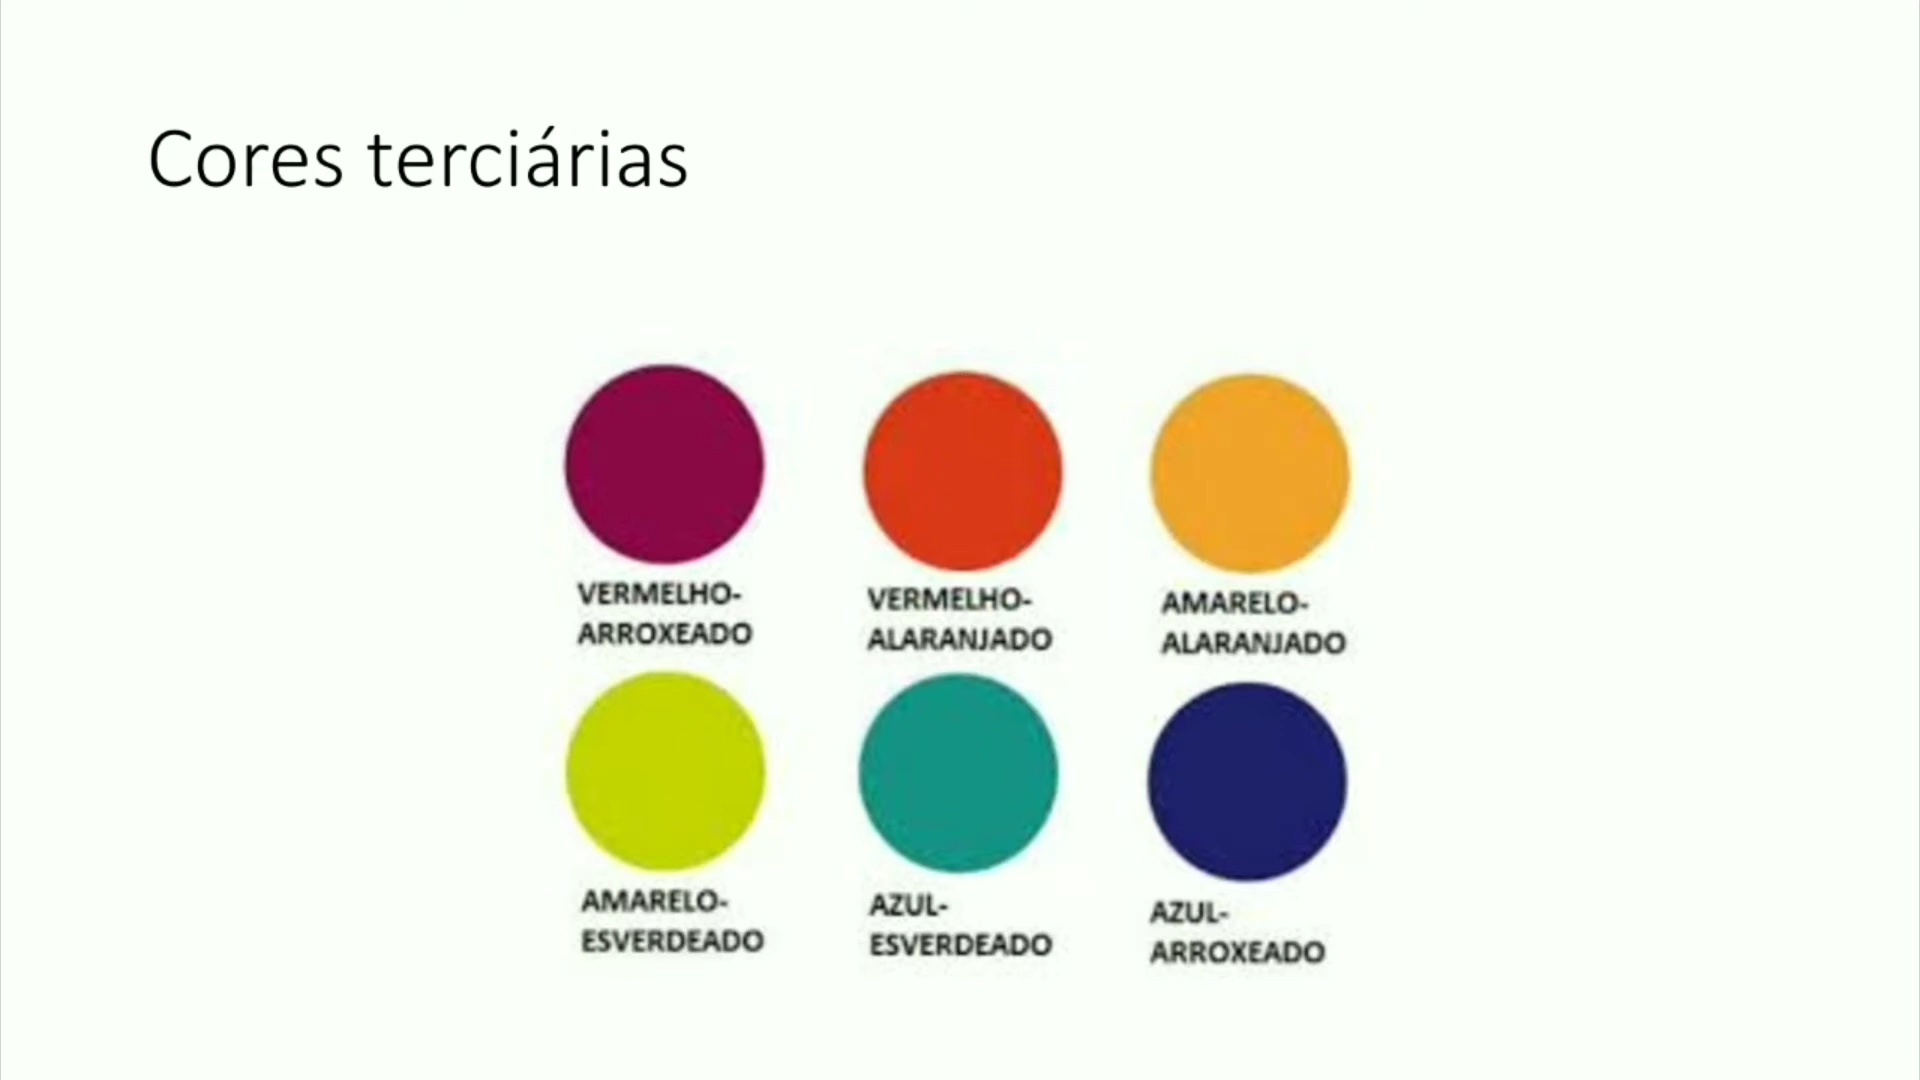 Cores terciárias
VERMELHO-
ARROXEADO
VERMELHO-
ALARANJADO
AMARELO-
ALARANJADO
AMARELO-
ESVERDEADO
AZUL-
ESVERDEADO
AZUL-
ARROXEADO